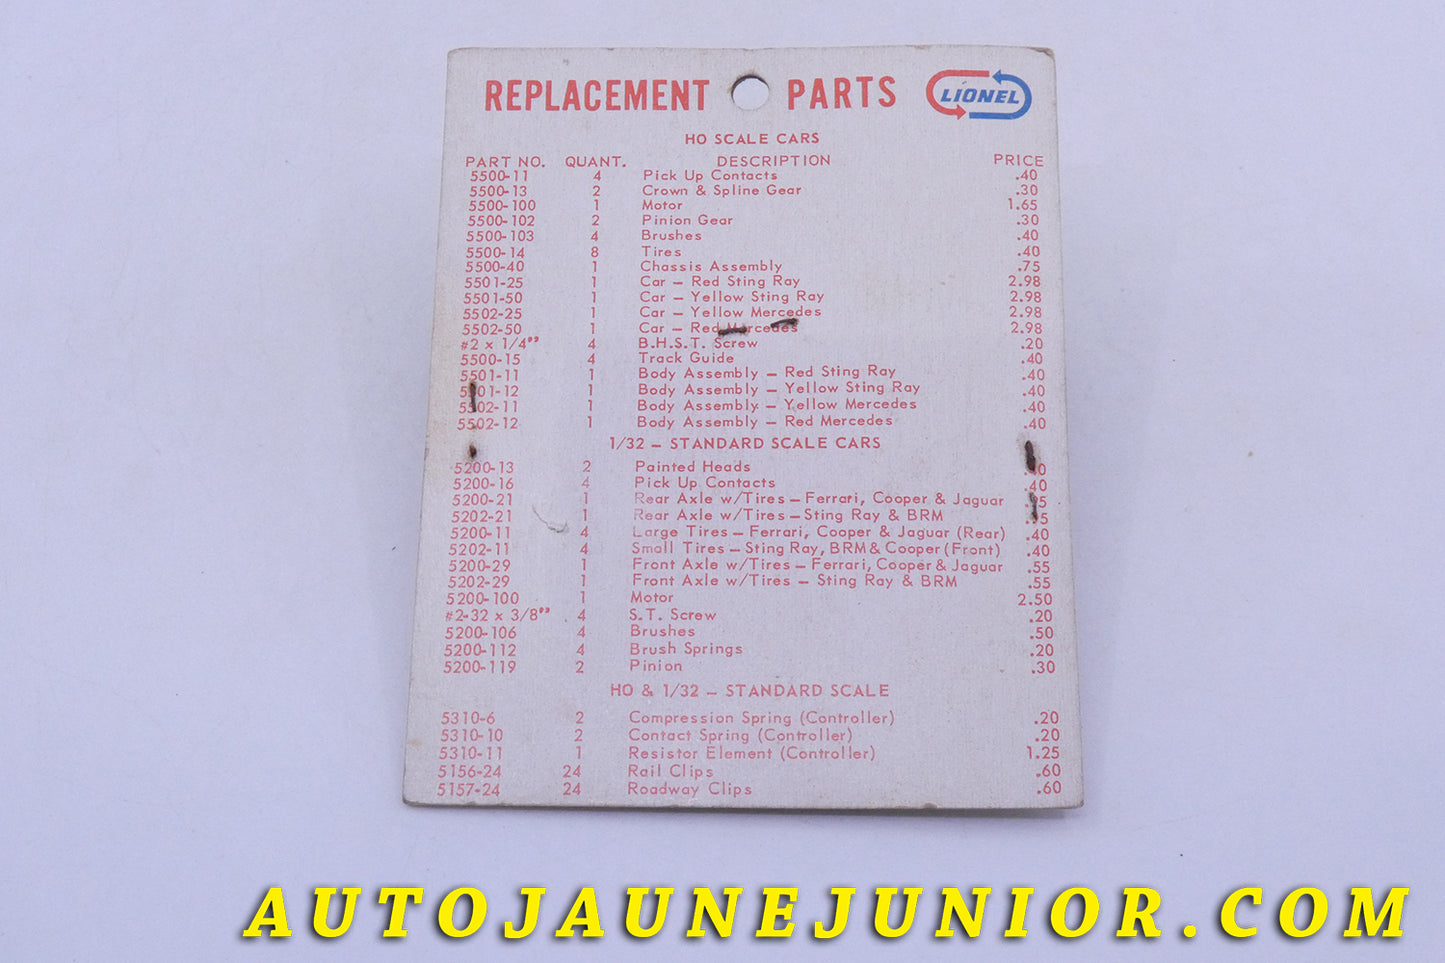 REPLACEMENT PARTS LIONEL
HO SCALE CARS
PART NO. QUANT. DESCRIPTION PRICE
5500-11 4 Pick Up Contacts .40
5500-13 2 Crown & Spline Gear .30
5500-100 1 Motor 1.65
5500-102 2 Pinion Gear .30
5500-103 4 Brushes .40
5500-14 8 Tires .40
5500-40 1 Chassis Assembly .75
5501-25 1 Car – Red Sting Ray 2.98
5501-50 1 Car – Yellow Sting Ray 2.98
5502-25 1 Car – Yellow Mercedes 2.98
5502-50 1 Car – Red Mercedes 2.98
#2 x 1/4" 4 B.H.S.T. Screw .20
5500-15 4 Track Guide .40
5501-11 1 Body Assembly – Red Sting Ray .40
5501-12 1 Body Assembly – Yellow Sting Ray .40
5502-11 1 Body Assembly – Yellow Mercedes .40
5502-12 1 Body Assembly – Red Mercedes .40
1/32 – STANDARD SCALE CARS
5200-13 2 Painted Heads
5200-16 4 Pick Up Contacts .40
5200-21 1 Rear Axle w/Tires – Ferrari, Cooper & Jaguar
5202-21 1 Rear Axle w/Tires – Sting Ray & BRM
5200-11 4 Large Tires – Ferrari, Cooper & Jaguar (Rear) .40
5202-11 4 Small Tires – Sting Ray, BRM & Cooper (Front) .40
5200-29 1 Front Axle w/Tires – Ferrari, Cooper & Jaguar .55
5202-29 1 Front Axle w/Tires – Sting Ray & BRM .55
5200-100 1 Motor 2.50
#2-32 x 3/8" 4 S.T. Screw .20
5200-106 4 Brushes .50
5200-112 4 Brush Springs .20
5200-119 2 Pinion .30
HO & 1/32 – STANDARD SCALE
5310-6 2 Compression Spring (Controller) .20
5310-10 2 Contact Spring (Controller) .20
5310-11 1 Resistor Element (Controller) 1.25
5156-24 24 Rail Clips .60
5157-24 24 Roadway Clips .60
AUTOJAUNEJUNIOR.COM